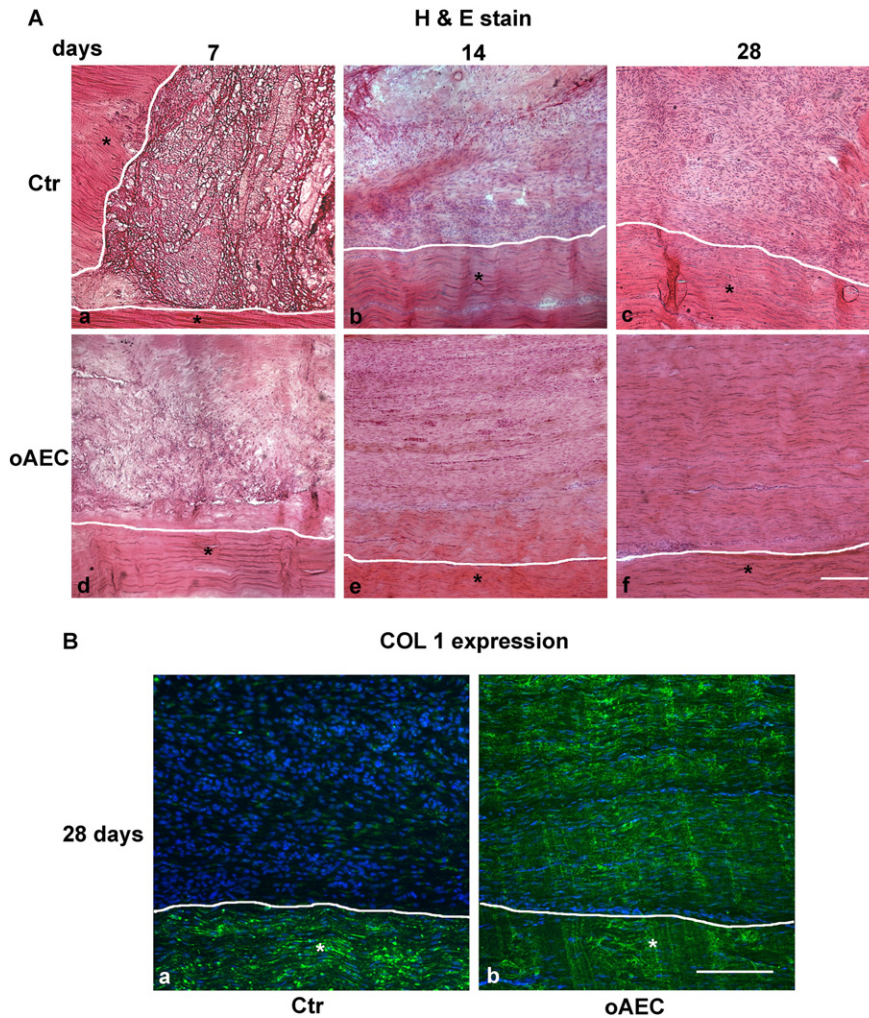 A
H & E stain
days 7 14 28
Ctr
* * a
* b
* c
oAEC
* d
* e
* f
B
COL 1 expression
28 days
* a
* b
Ctr oAEC